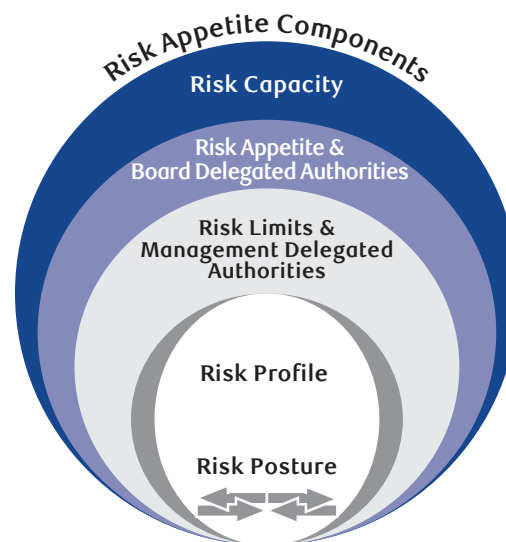 Risk Appetite Components
Risk Capacity
Risk Appetite &
Board Delegated Authorities
Risk Limits &
Management Delegated
Authorities
Risk Profile
Risk Posture